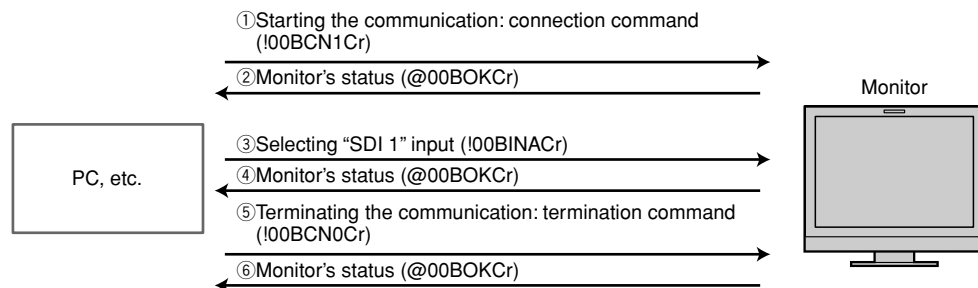 ①Starting the communication: connection command
(!00BCN1Cr)
②Monitor's status (@00BOKCr)
Monitor
③Selecting “SDI 1” input (!00BINACr)
PC, etc.
④Monitor's status (@00BOKCr)
⑤Terminating the communication: termination command
(!00BCN0Cr)
⑥Monitor's status (@00BOKCr)